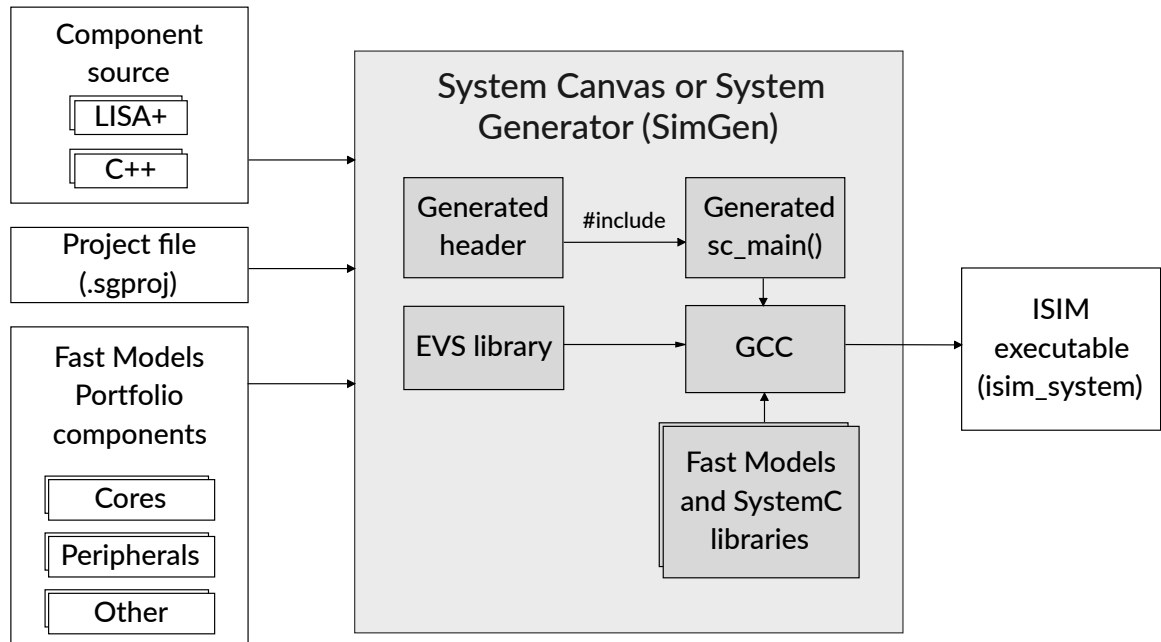 Component
source
LISA+
C++
Project file
(.sgproj)
Fast Models
Portfolio
components
Cores
Peripherals
Other
System Canvas or System
Generator (SimGen)
Generated
header
#include
Generated
sc_main()
EVS library
GCC
Fast Models
and SystemC
libraries
ISIM
executable
(isim_system)